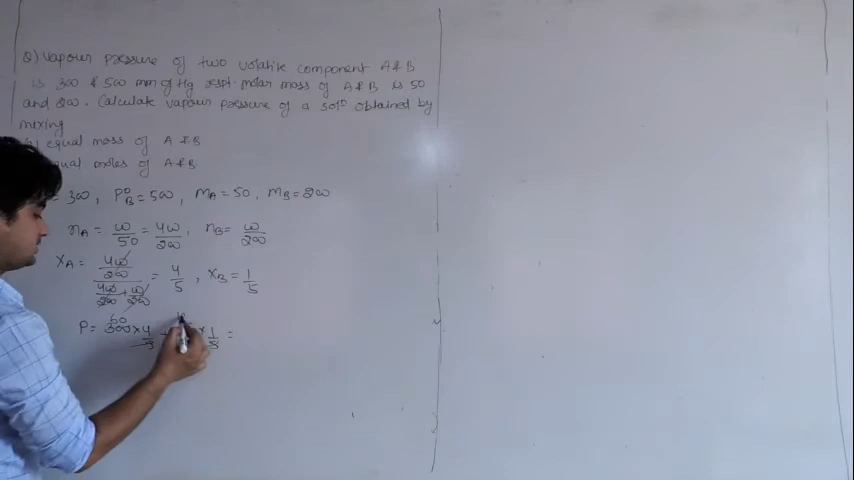 Q) Vapour pressure of two volatile component A & B
is 300 & 500 mm of Hg resp. molar mass of A & B is 50
and 200. Calculate vapour pressure of a solⁿ obtained by
mixing
equal mass of A & B
equal moles of A & B
= 300, P°B = 500, MA = 50, MB = 200
nA = w/50 = 4w/200, nB = w/200
xA = (4w/200)/(4w/200 + w/200) = 4/5, xB = 1/5
60
P = 300 × 4/5 + × 1/5 =